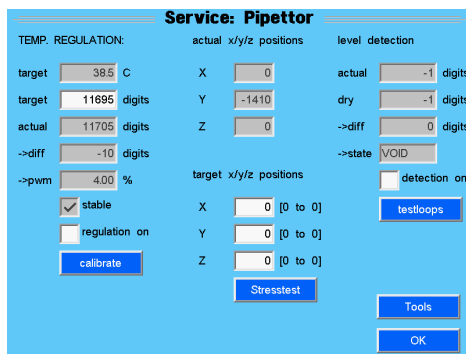 Service: Pipettor
TEMP. REGULATION:
target 38.5 C
target 11695 digits
actual 11705 digits
->diff -10 digits
->pwm 4.00 %
stable
regulation on
calibrate
actual x/y/z positions
X 0
Y -1410
Z 0
target x/y/z positions
X 0 [0 to 0]
Y 0 [0 to 0]
Z 0 [0 to 0]
Stresstest
level detection
actual -1 digits
dry -1 digits
->diff 0 digits
->state VOID
detection on
testloops
Tools
OK